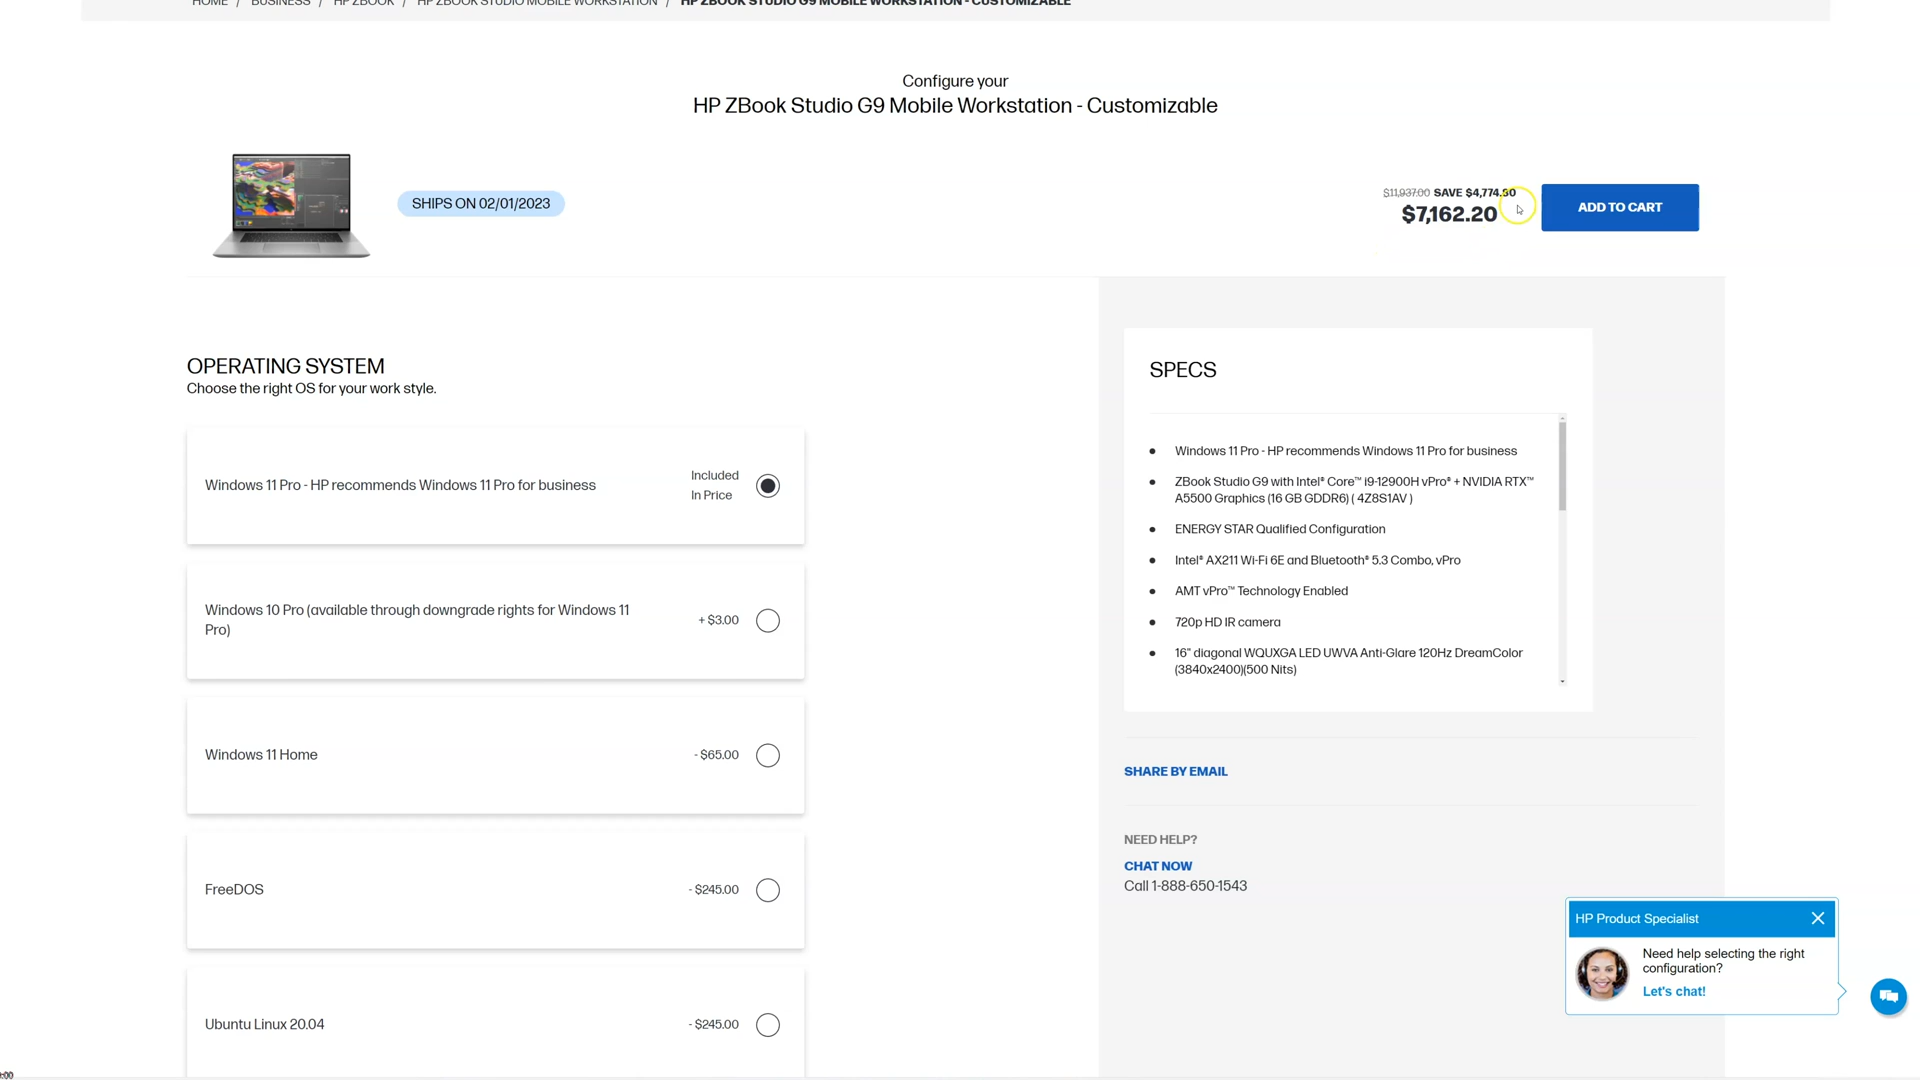 HOME / BUSINESS / HP ZBOOK / HP ZBOOK STUDIO MOBILE WORKSTATION / HP ZBOOK STUDIO G9 MOBILE WORKSTATION - CUSTOMIZABLE
Configure your
HP ZBook Studio G9 Mobile Workstation - Customizable
SHIPS ON 02/01/2023
$11,937.00 SAVE $4,774.80
$7,162.20
ADD TO CART
OPERATING SYSTEM
Choose the right OS for your work style.
Windows 11 Pro - HP recommends Windows 11 Pro for business
Included
In Price
Windows 10 Pro (available through downgrade rights for Windows 11
Pro)
+ $3.00
Windows 11 Home
- $65.00
FreeDOS
- $245.00
Ubuntu Linux 20.04
- $245.00
SPECS
Windows 11 Pro - HP recommends Windows 11 Pro for business
ZBook Studio G9 with Intel® Core™ i9-12900H vPro® + NVIDIA RTX™
A5500 Graphics (16 GB GDDR6) ( 4Z8S1AV )
ENERGY STAR Qualified Configuration
Intel® AX211 Wi-Fi 6E and Bluetooth® 5.3 Combo, vPro
AMT vPro™ Technology Enabled
720p HD IR camera
16" diagonal WQUXGA LED UWVA Anti-Glare 120Hz DreamColor
(3840x2400)(500 Nits)
SHARE BY EMAIL
NEED HELP?
CHAT NOW
Call 1-888-650-1543
HP Product Specialist
Need help selecting the right
configuration?
Let's chat!